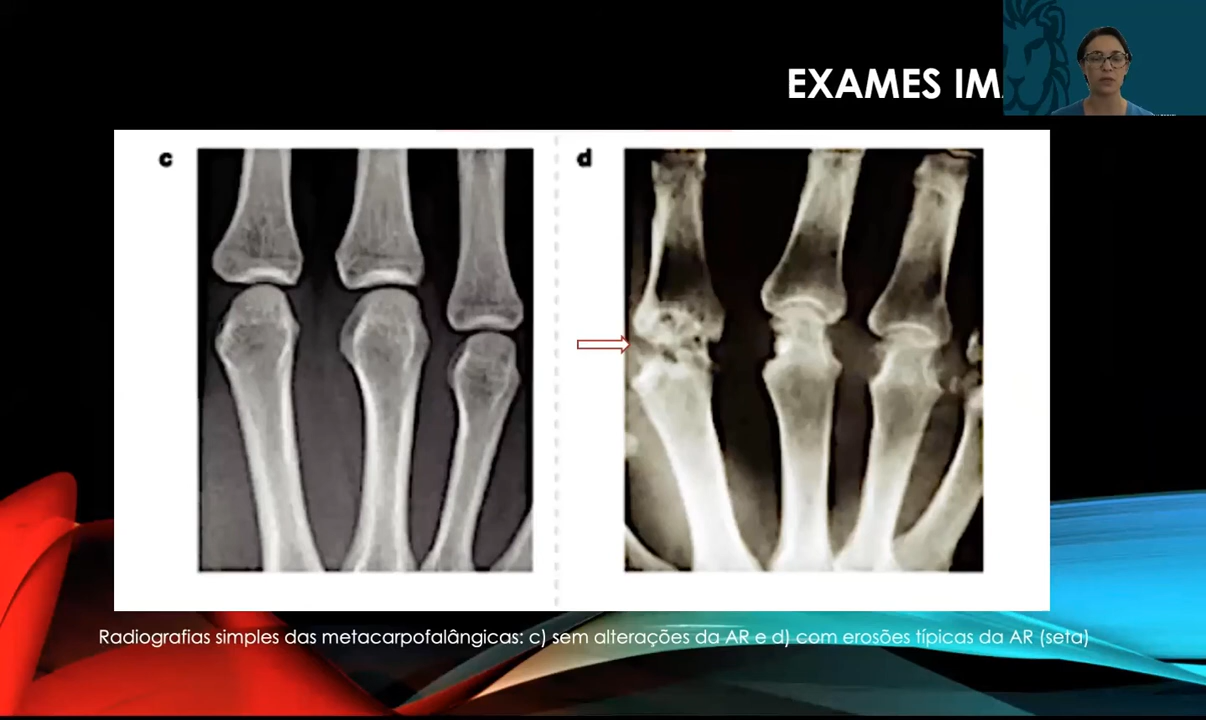 EXAMES IM
c
d
Radiografias simples das metacarpofalângicas: c) sem alterações da AR e d) com erosões típicas da AR (seta)